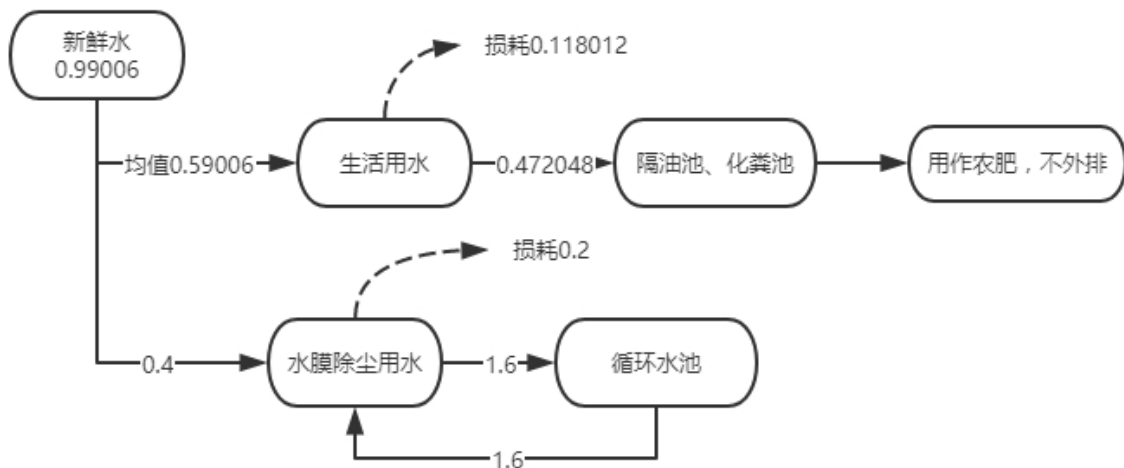 新鲜水
0.99006
损耗0.118012
均值0.59006
生活用水
0.472048
隔油池、化粪池
用作农肥，不外排
损耗0.2
0.4
水膜除尘用水
1.6
循环水池
1.6